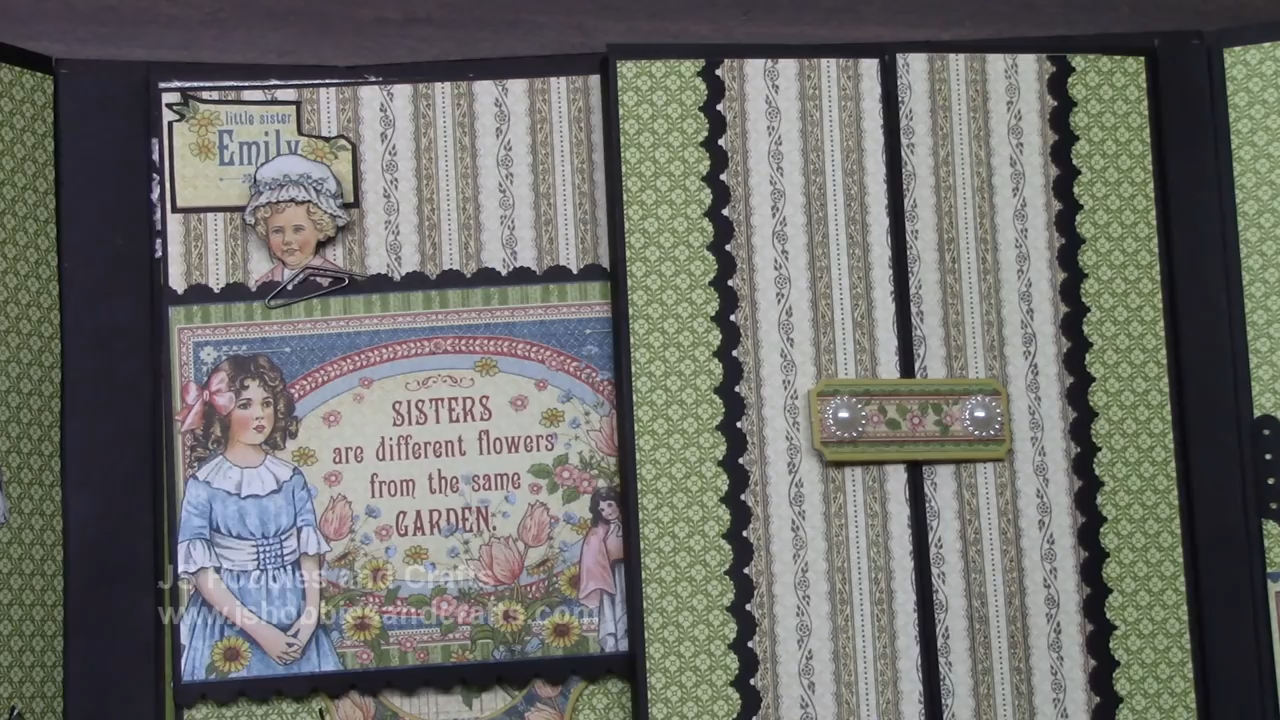 little sister
Emily
SISTERS
are different flowers
from the same
GARDEN.
JS Hobbies and Crafts
www.jshobbiesandcrafts.com